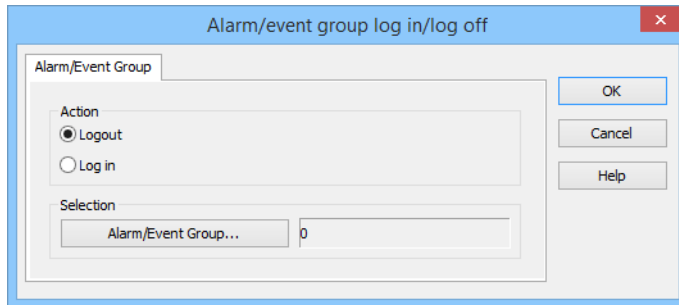 Alarm/event group log in/log off
Alarm/Event Group
Action
Logout
Log in
Selection
Alarm/Event Group...
0
OK
Cancel
Help